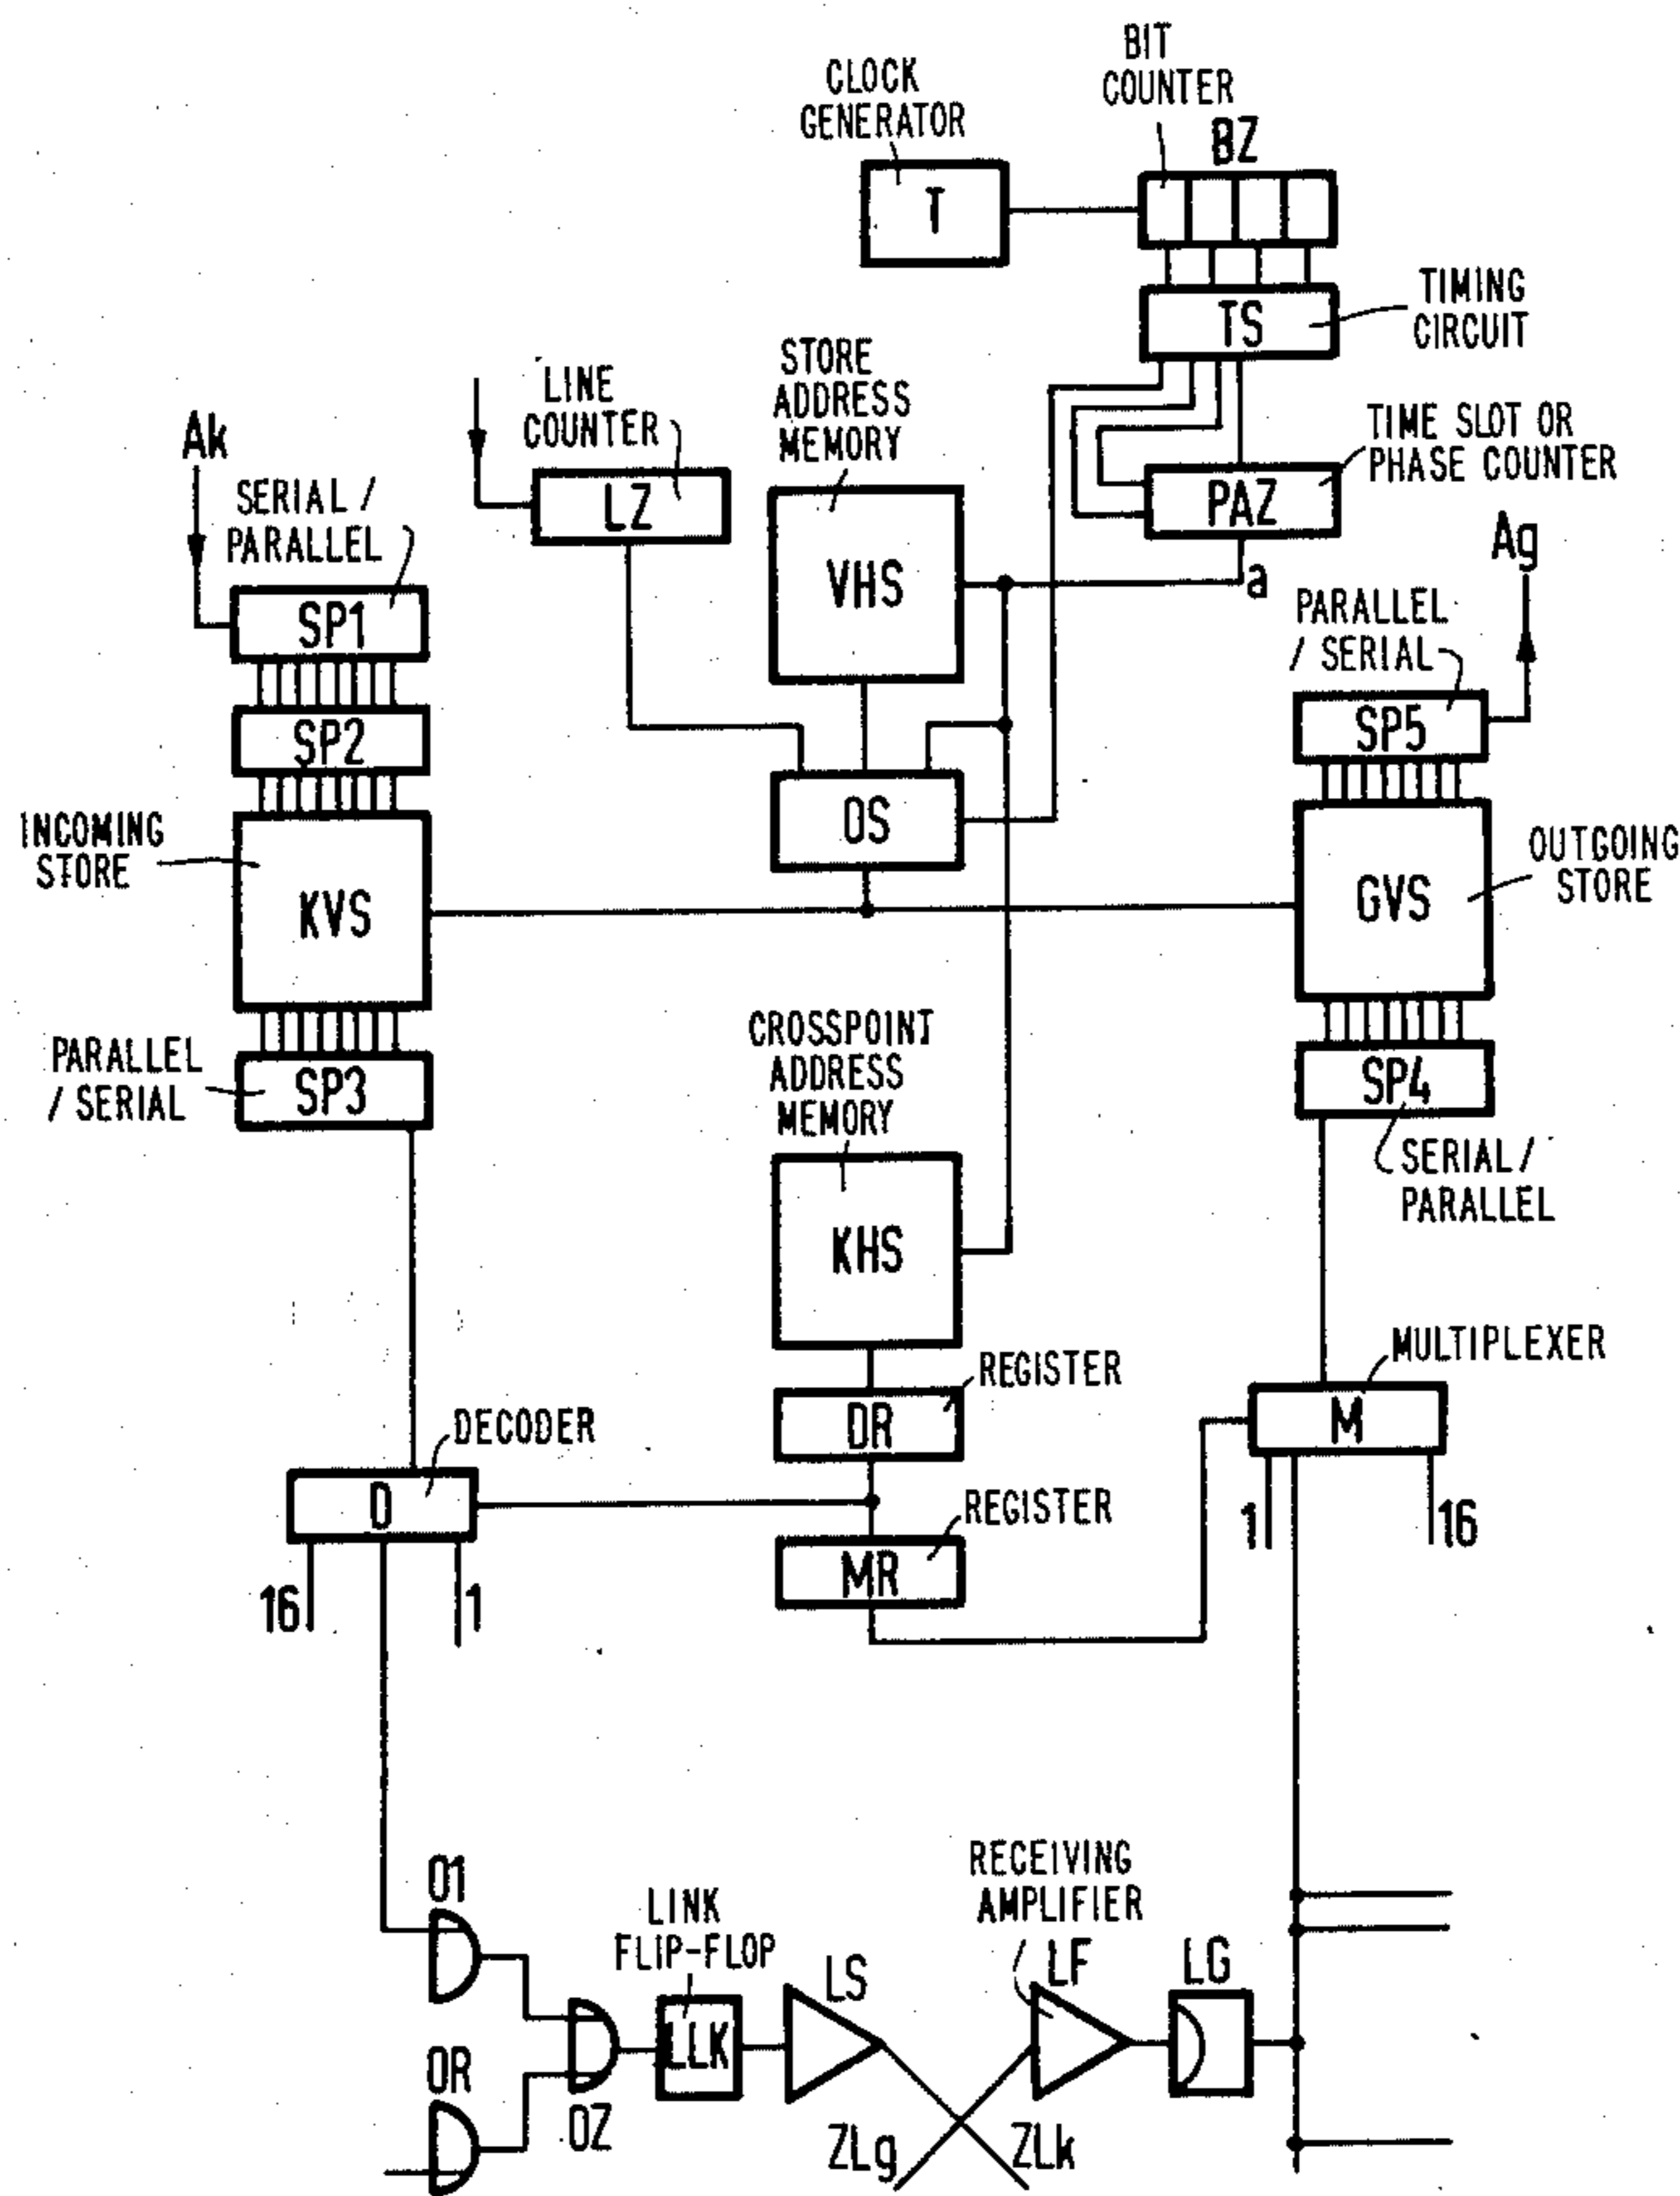 BIT
COUNTER
BZ
CLOCK
GENERATOR
T
TIMING
CIRCUIT
TS
STORE
ADDRESS
MEMORY
LINE
COUNTER
TIME SLOT OR
PHASE COUNTER
Ak
SERIAL /
PARALLEL
LZ
PAZ
Ag
VHS
a
SP1
PARALLEL
/ SERIAL
SP2
SP5
INCOMING
STORE
OS
OUTGOING
STORE
KVS
GVS
CROSSPOINT
ADDRESS
MEMORY
PARALLEL
/ SERIAL
SP3
SP4
SERIAL /
PARALLEL
KHS
MULTIPLEXER
REGISTER
DR
M
DECODER
D
REGISTER
MR
1
16
16
1
01
LINK
FLIP-FLOP
RECEIVING
AMPLIFIER
LS
LF
LG
LLK
OR
OZ
ZLg
ZLk